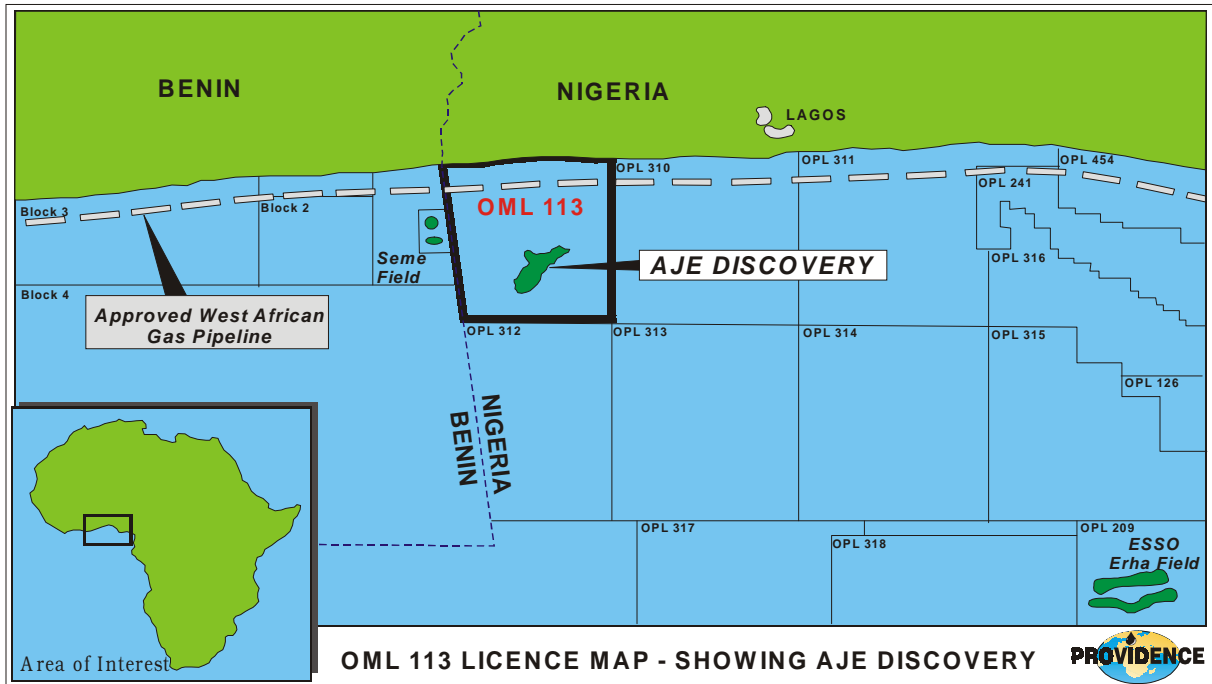 BENIN
NIGERIA
LAGOS
OPL 310
OPL 311
OPL 454
OPL 241
Block 3
Block 2
OML 113
Seme
Field
AJE DISCOVERY
OPL 316
Block 4
Approved West African
Gas Pipeline
OPL 312
OPL 313
OPL 314
OPL 315
OPL 126
NIGERIA
BENIN
OPL 317
OPL 318
OPL 209
ESSO
Erha Field
Area of Interest
OML 113 LICENCE MAP - SHOWING AJE DISCOVERY
PROVIDENCE